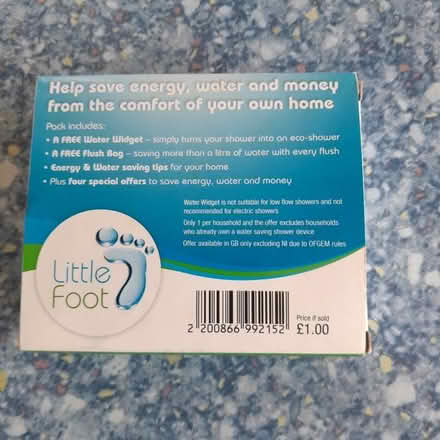 Help save energy, water and money
from the comfort of your own home
Pack includes:
• A FREE Water Widget – simply turns your shower into an eco-shower
• A FREE Flush Bag – saving more than a litre of water with every flush
• Energy & Water saving tips for your home
• Plus four special offers to save energy, water and money
Water Widget is not suitable for low flow showers and not
recommended for electric showers
Only 1 per household and the offer excludes households
who already own a water saving shower device
Offer available in GB only excluding NI due to OFGEM rules
Little
Foot
Price if sold
£1.00
2 200866 992152